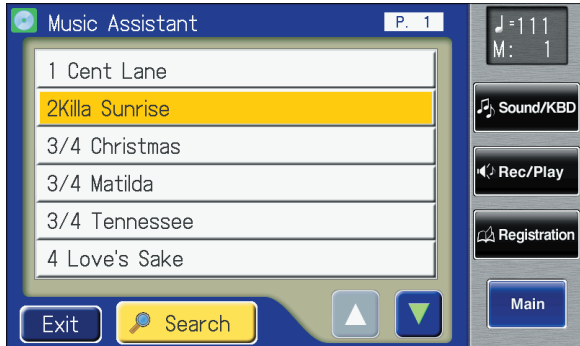 Music Assistant P. 1
1 Cent Lane
2Killa Sunrise
3/4 Christmas
3/4 Matilda
3/4 Tennessee
4 Love's Sake
Exit
Search
♩=111
M: 1
Sound/KBD
Rec/Play
Registration
Main